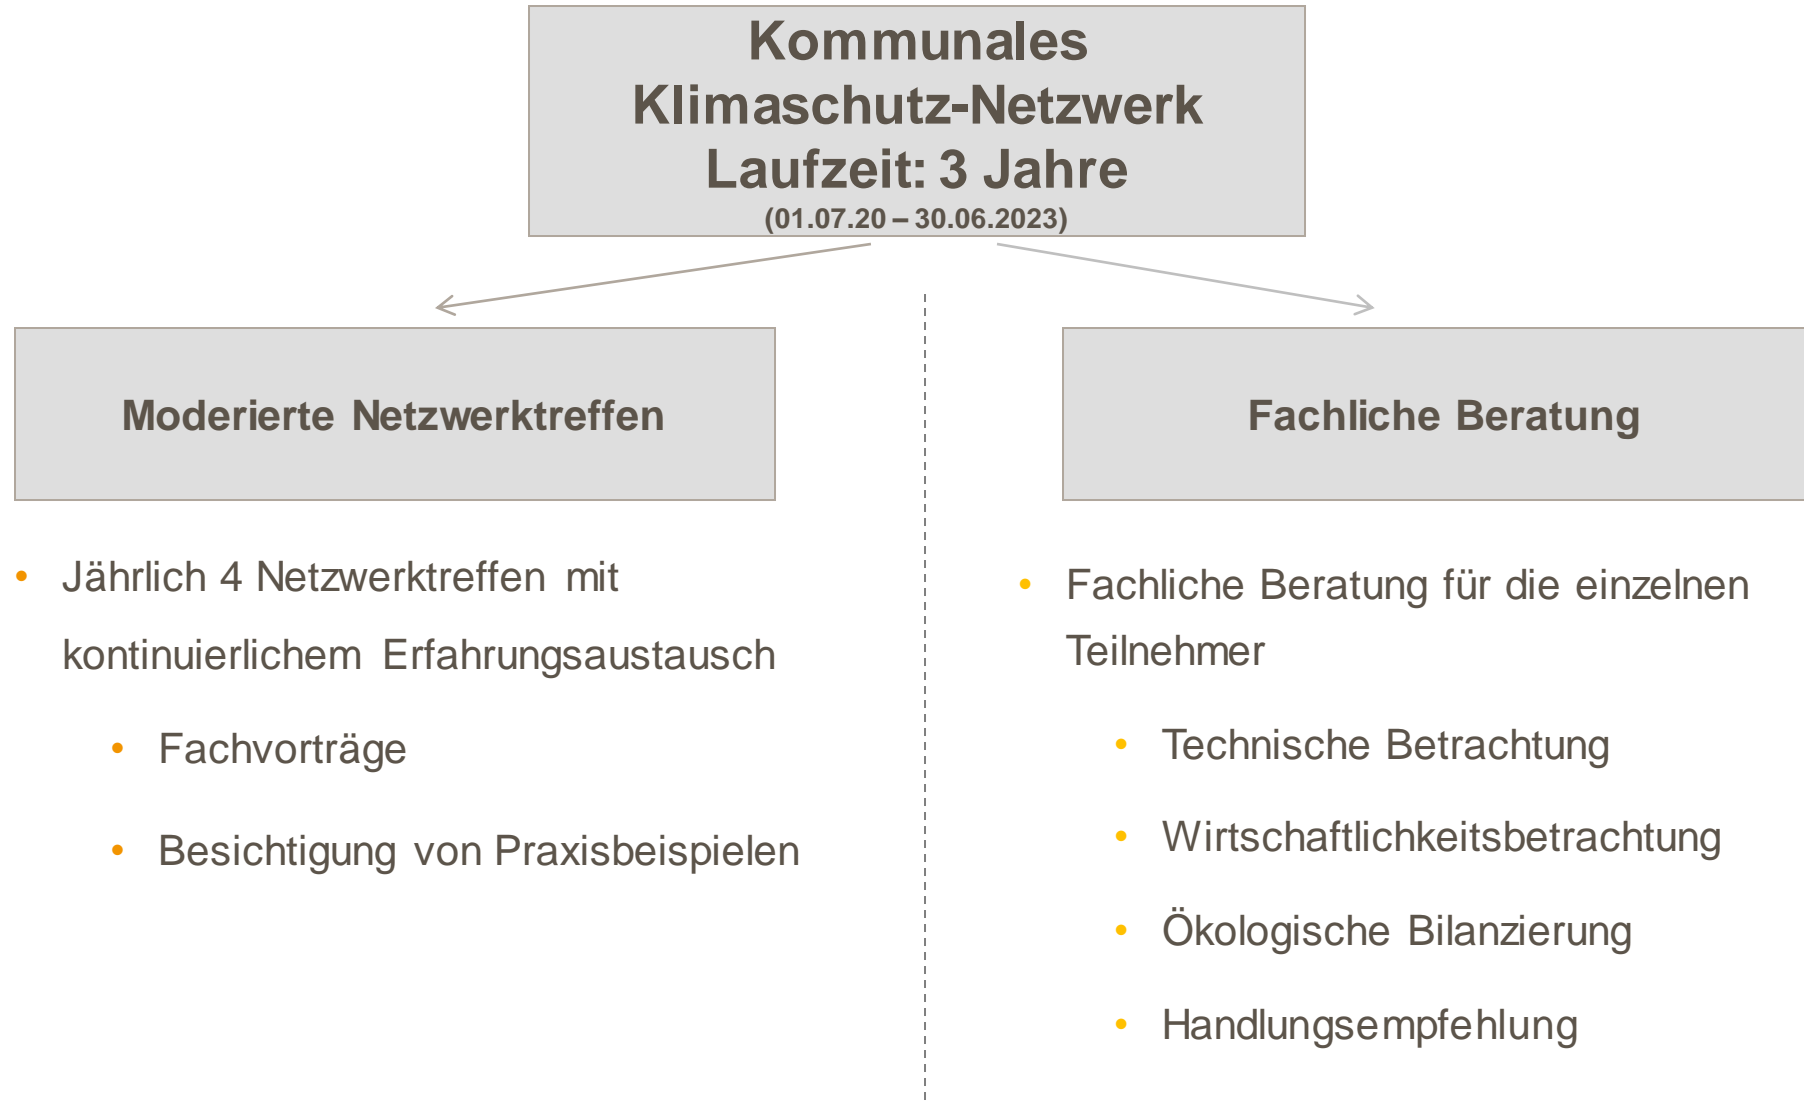 Kommunales
Klimaschutz-Netzwerk
Laufzeit: 3 Jahre
(01.07.20 – 30.06.2023)
Moderierte Netzwerktreffen
• Jährlich 4 Netzwerktreffen mit
kontinuierlichem Erfahrungsaustausch
• Fachvorträge
• Besichtigung von Praxisbeispielen
Fachliche Beratung
• Fachliche Beratung für die einzelnen
Teilnehmer
• Technische Betrachtung
• Wirtschaftlichkeitsbetrachtung
• Ökologische Bilanzierung
• Handlungsempfehlung